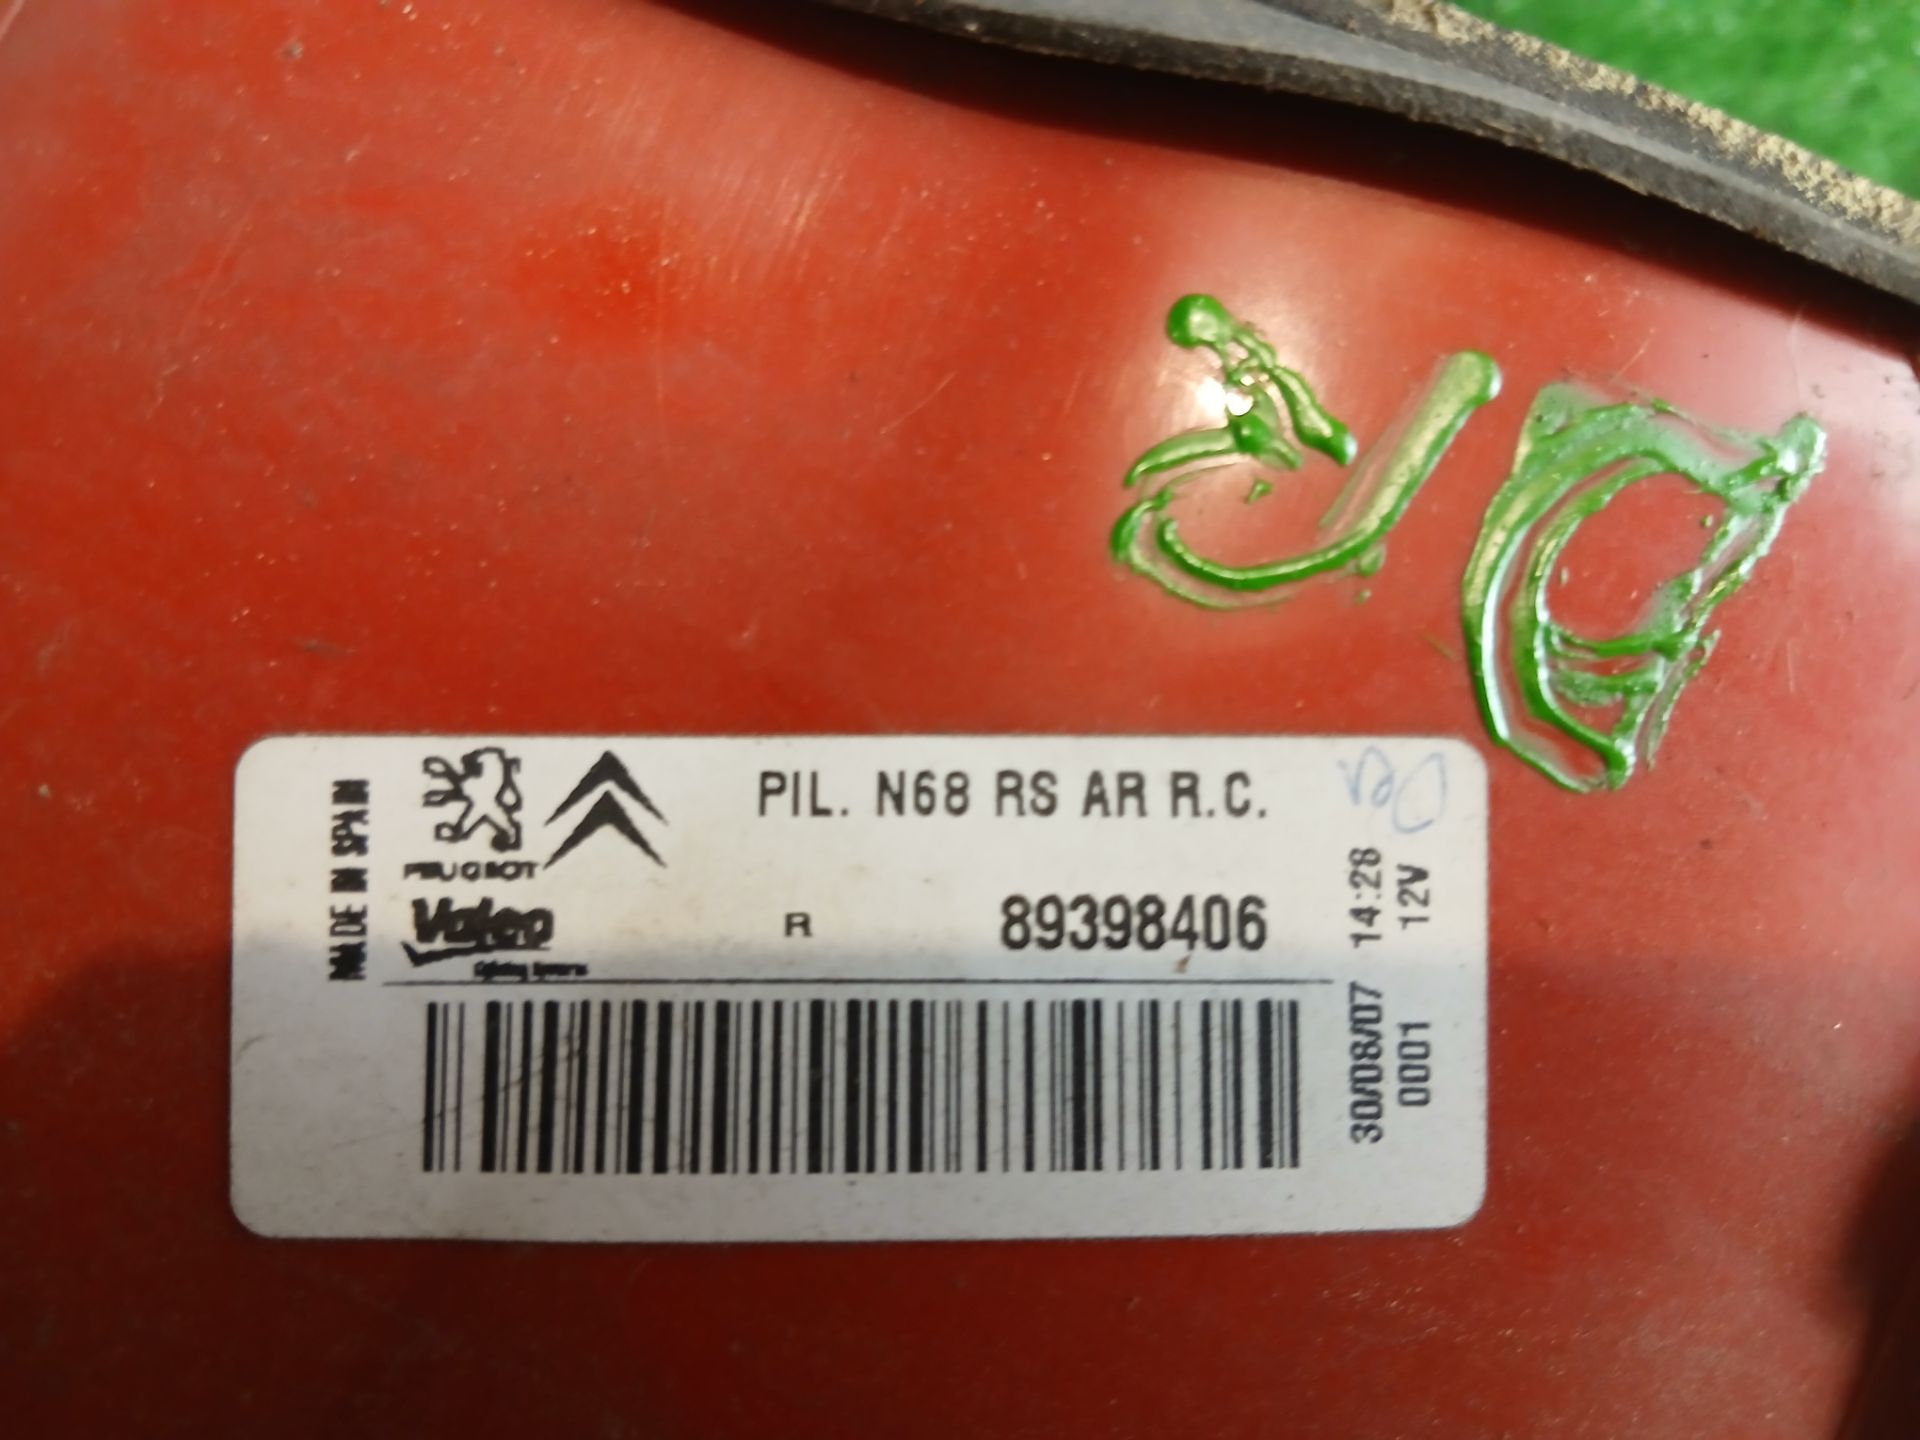 PIL. N68 RS AR R.C.
MADE IN SPAIN
PEUGEOT
Valeo
R
89398406
30/08/07 14:28
0001 12V